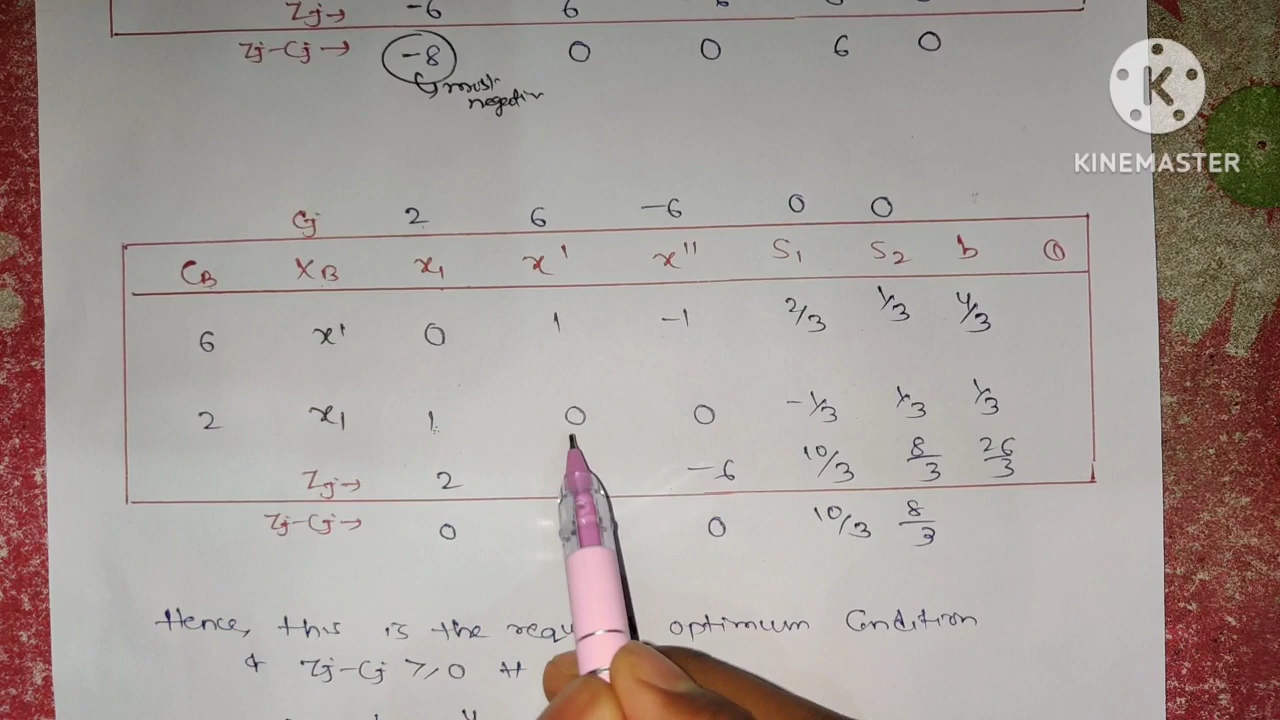 Zj→ -6 6
Zj-Cj→ -8 0 0 6 0
most negative
KINEMASTER
Cj 2 6 -6 0 0
CB XB x1 x' x'' S1 S2 b θ
6 x' 0 1 -1 2/3 1/3 4/3
2 x1 1 0 0 -1/3 1/3 1/3
Zj→ 2 -6 10/3 8/3 26/3
Zj-Cj→ 0 0 10/3 8/3
Hence, this is the optimum Condition
& Zj-Cj ≥0